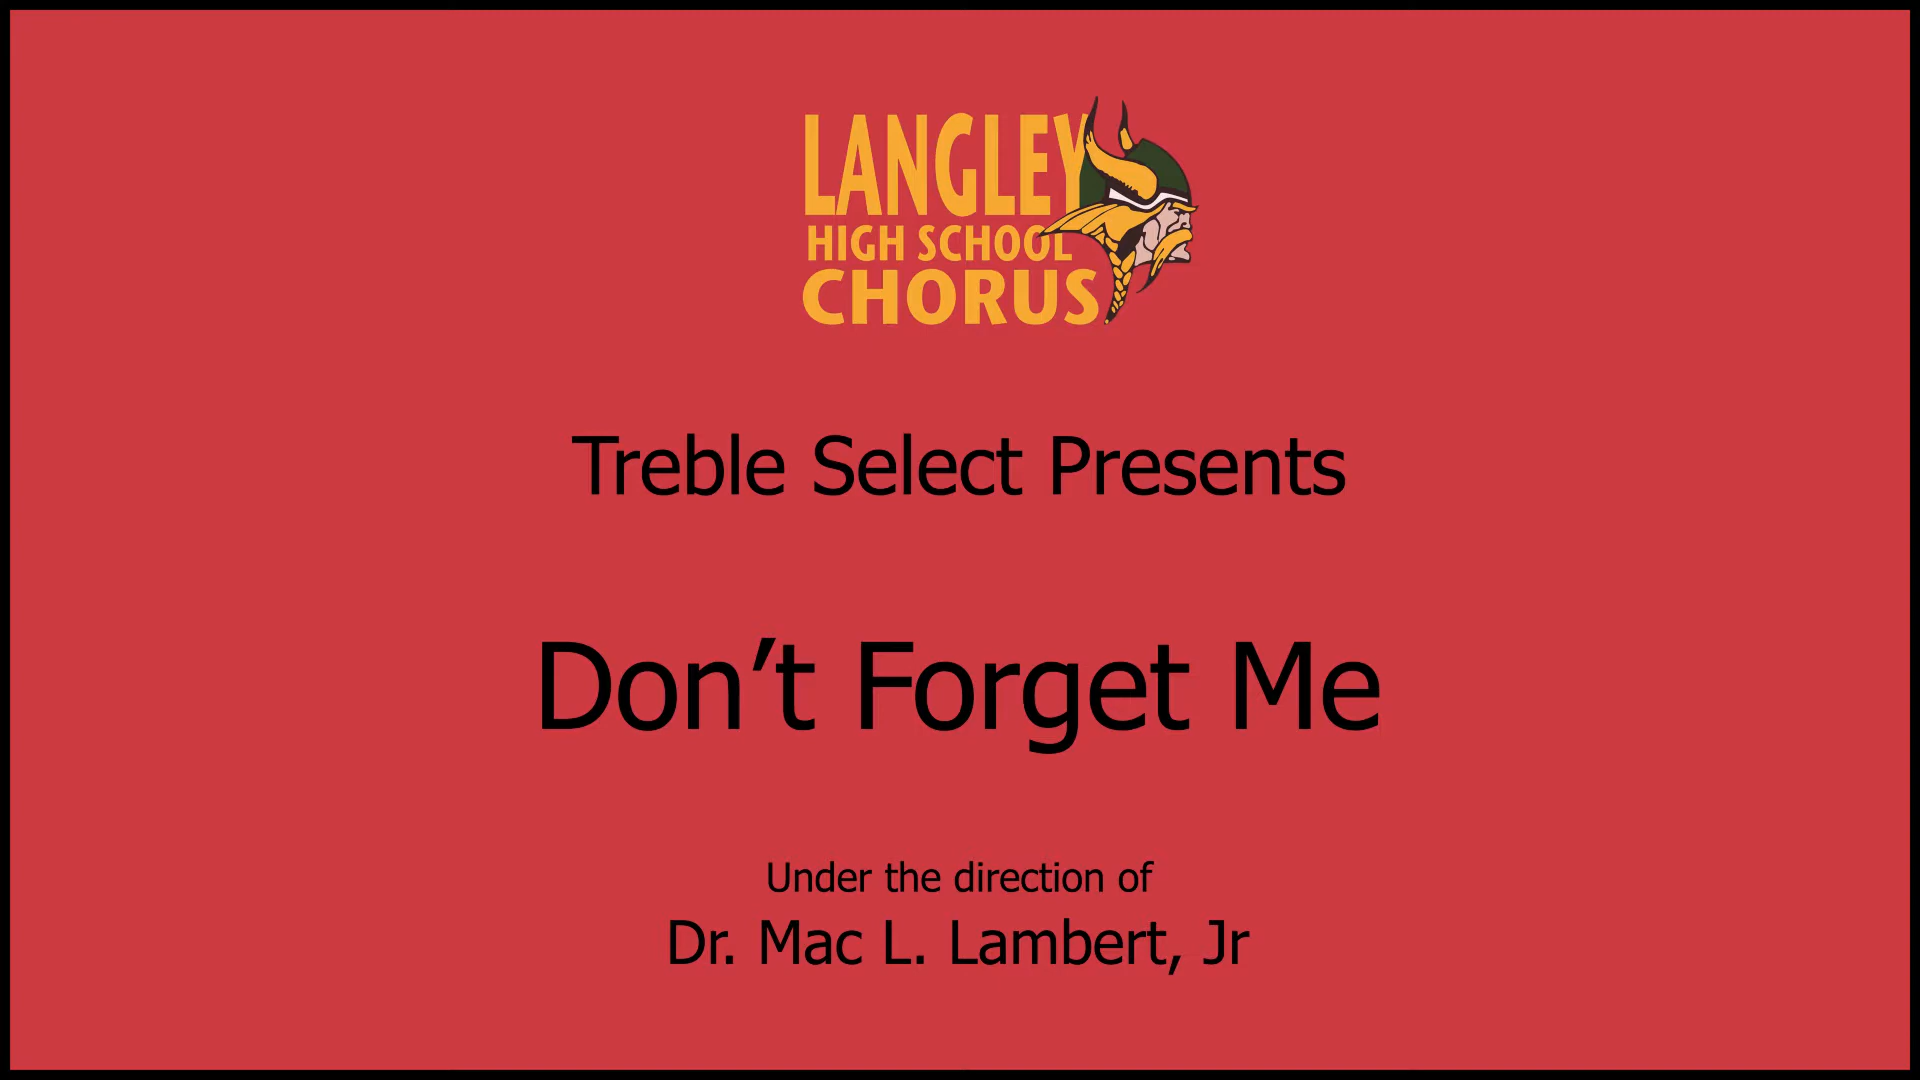 LANGLEY
HIGH SCHOOL
CHORUS
Treble Select Presents
Don’t Forget Me
Under the direction of
Dr. Mac L. Lambert, Jr